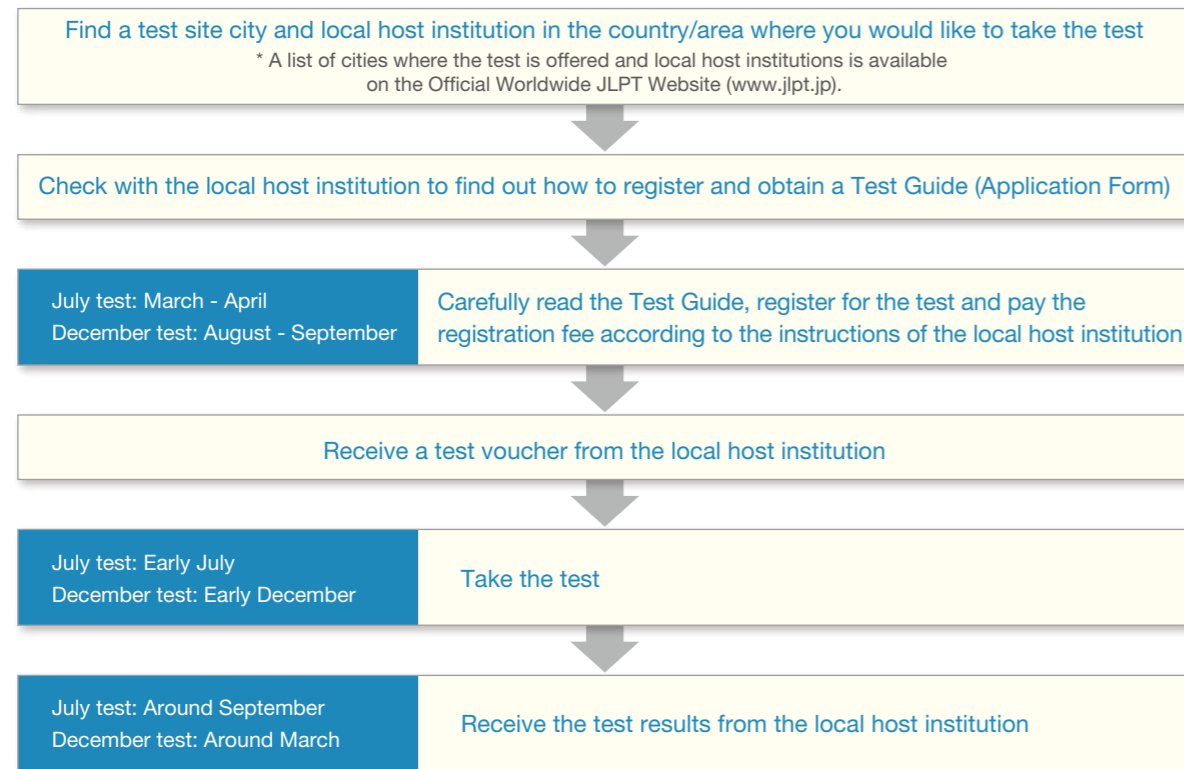 Find a test site city and local host institution in the country/area where you would like to take the test
* A list of cities where the test is offered and local host institutions is available
on the Official Worldwide JLPT Website (www.jlpt.jp).
Check with the local host institution to find out how to register and obtain a Test Guide (Application Form)
July test: March - April
December test: August - September
Carefully read the Test Guide, register for the test and pay the
registration fee according to the instructions of the local host institution
Receive a test voucher from the local host institution
July test: Early July
December test: Early December
Take the test
July test: Around September
December test: Around March
Receive the test results from the local host institution